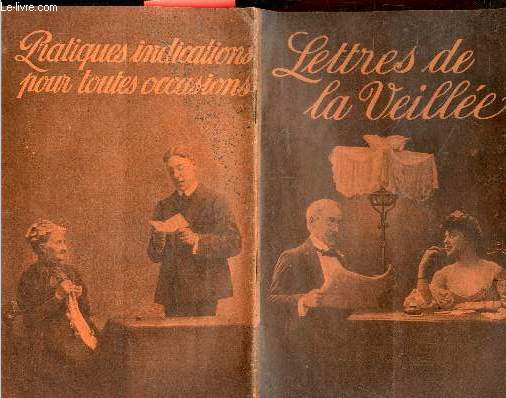 Le-livre.com
Pratiques indications
pour toutes occasions
Lettres de
la Veillée